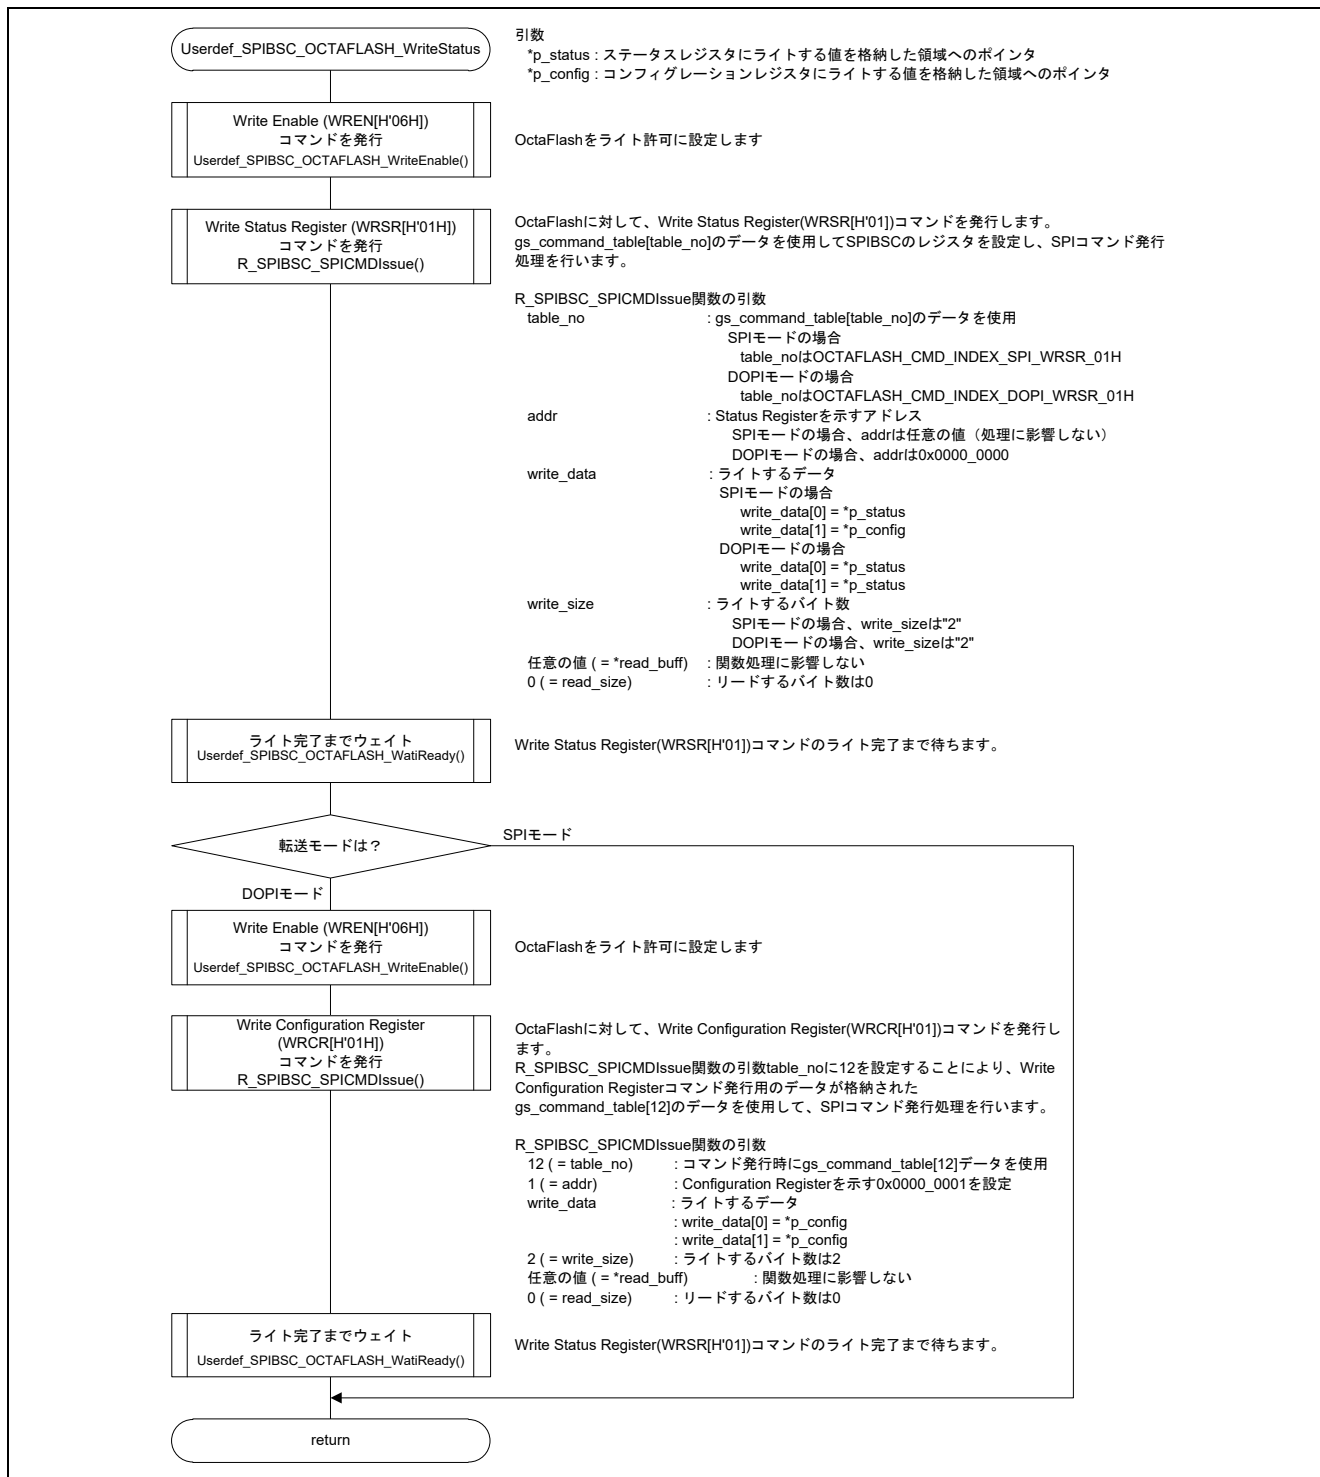 Userdef_SPIBSC_OCTAFLASH_WriteStatus
引数
*p_status : ステータスレジスタにライトする値を格納した領域へのポインタ
*p_config : コンフィグレーションレジスタにライトする値を格納した領域へのポインタ
Write Enable (WREN[H'06H])
コマンドを発行
Userdef_SPIBSC_OCTAFLASH_WriteEnable()
OctaFlashをライト許可に設定します
Write Status Register (WRSR[H'01H])
コマンドを発行
R_SPIBSC_SPICMDIssue()
OctaFlashに対して、Write Status Register(WRSR[H'01])コマンドを発行します。
gs_command_table[table_no]のデータを使用してSPIBSCのレジスタを設定し、SPIコマンド発行
処理を行います。
R_SPIBSC_SPICMDIssue関数の引数
table_no : gs_command_table[table_no]のデータを使用
SPIモードの場合
table_noはOCTAFLASH_CMD_INDEX_SPI_WRSR_01H
DOPIモードの場合
table_noはOCTAFLASH_CMD_INDEX_DOPI_WRSR_01H
addr : Status Registerを示すアドレス
SPIモードの場合、addrは任意の値（処理に影響しない）
DOPIモードの場合、addrは0x0000_0000
write_data : ライトするデータ
SPIモードの場合
write_data[0] = *p_status
write_data[1] = *p_config
DOPIモードの場合
write_data[0] = *p_status
write_data[1] = *p_status
write_size : ライトするバイト数
SPIモードの場合、write_sizeは"2"
DOPIモードの場合、write_sizeは"2"
任意の値 ( = *read_buff) : 関数処理に影響しない
0 ( = read_size) : リードするバイト数は0
ライト完了までウェイト
Userdef_SPIBSC_OCTAFLASH_WatiReady()
Write Status Register(WRSR[H'01])コマンドのライト完了まで待ちます。
転送モードは？
SPIモード
DOPIモード
Write Enable (WREN[H'06H])
コマンドを発行
Userdef_SPIBSC_OCTAFLASH_WriteEnable()
OctaFlashをライト許可に設定します
Write Configuration Register
(WRCR[H'01H])
コマンドを発行
R_SPIBSC_SPICMDIssue()
OctaFlashに対して、Write Configuration Register(WRCR[H'01])コマンドを発行し
ます。
R_SPIBSC_SPICMDIssue関数の引数table_noに12を設定することにより、Write
Configuration Registerコマンド発行用のデータが格納された
gs_command_table[12]のデータを使用して、SPIコマンド発行処理を行います。
R_SPIBSC_SPICMDIssue関数の引数
12 ( = table_no) : コマンド発行時にgs_command_table[12]データを使用
1 ( = addr) : Configuration Registerを示す0x0000_0001を設定
write_data : ライトするデータ
: write_data[0] = *p_config
: write_data[1] = *p_config
2 ( = write_size) : ライトするバイト数は2
任意の値 ( = *read_buff) : 関数処理に影響しない
0 ( = read_size) : リードするバイト数は0
ライト完了までウェイト
Userdef_SPIBSC_OCTAFLASH_WatiReady()
Write Status Register(WRSR[H'01])コマンドのライト完了まで待ちます。
return